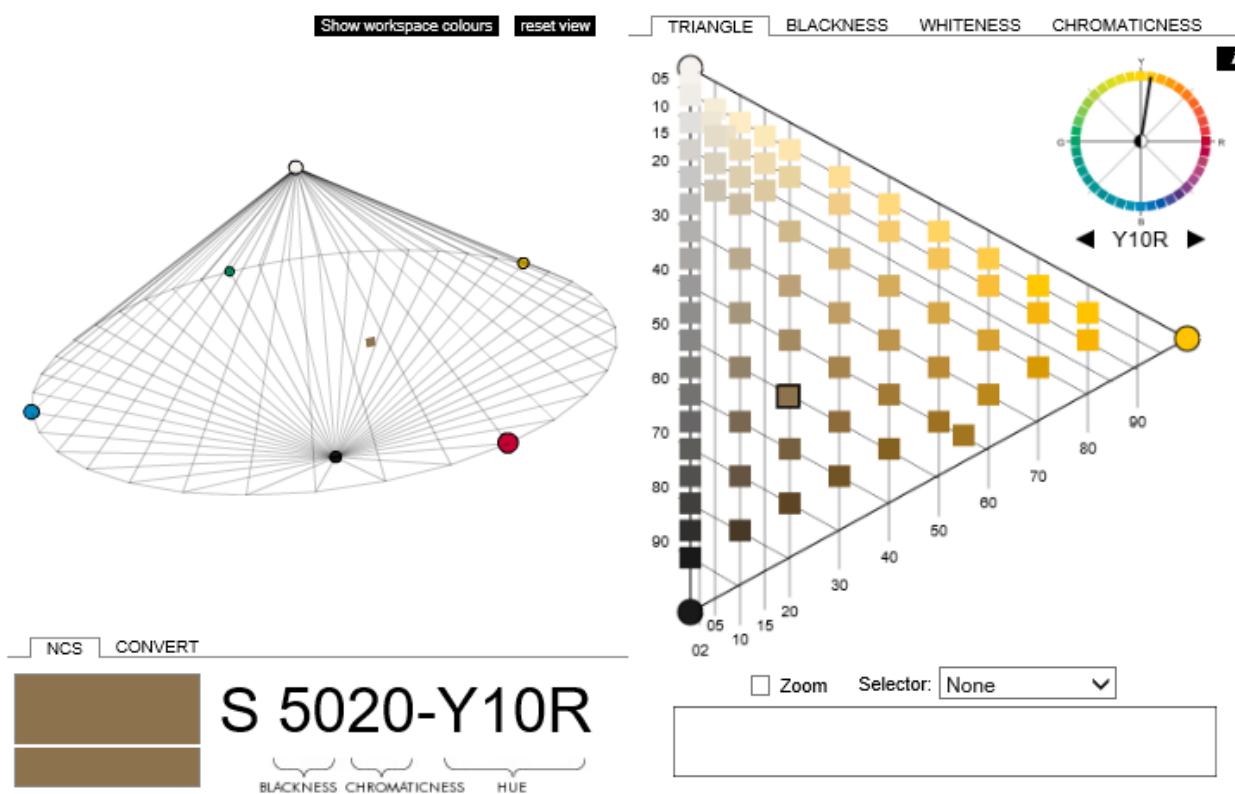 Show workspace colours reset view
TRIANGLE BLACKNESS WHITENESS CHROMATICNESS
Y
G
R
B
Y10R
05
10
15
20
30
40
50
60
70
80
90
02
05
10
15
20
30
40
50
60
70
80
90
NCS CONVERT
S 5020-Y10R
BLACKNESS CHROMATICNESS HUE
Zoom Selector: None